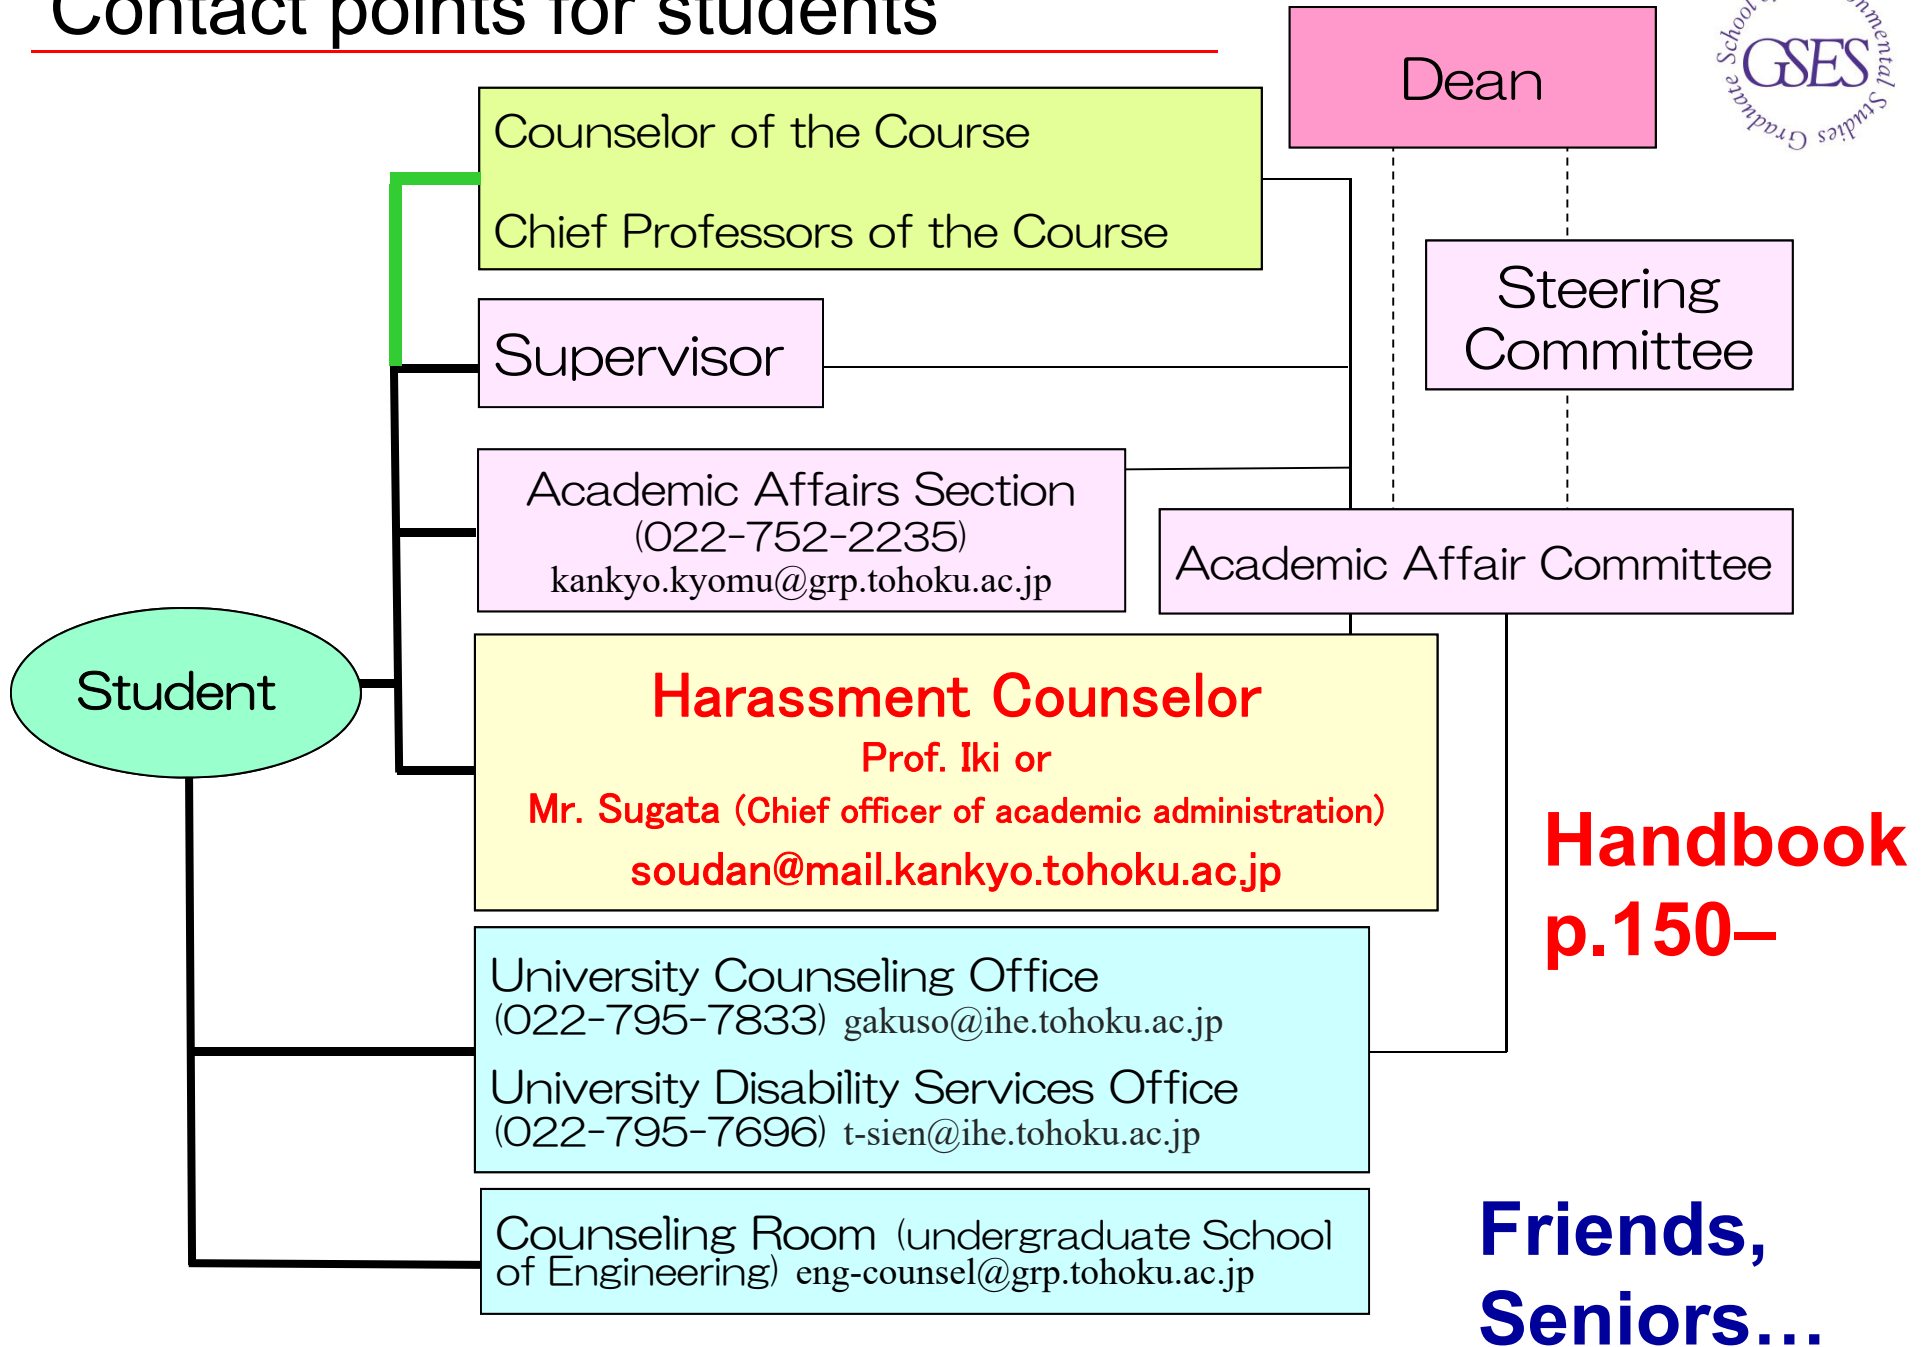 Contact points for students
Dean
GSES
Graduate School
Studies
Counselor of the Course
Chief Professors of the Course
Steering
Committee
Supervisor
Academic Affairs Section
(022-752-2235)
kankyo.kyomu@grp.tohoku.ac.jp
Academic Affair Committee
Student
Harassment Counselor
Prof. Iki or
Mr. Sugata (Chief officer of academic administration)
soudan@mail.kankyo.tohoku.ac.jp
Handbook
p.150–
University Counseling Office
(022-795-7833) gakuso@ihe.tohoku.ac.jp
University Disability Services Office
(022-795-7696) t-sien@ihe.tohoku.ac.jp
Counseling Room (undergraduate School
of Engineering) eng-counsel@grp.tohoku.ac.jp
Friends,
Seniors...